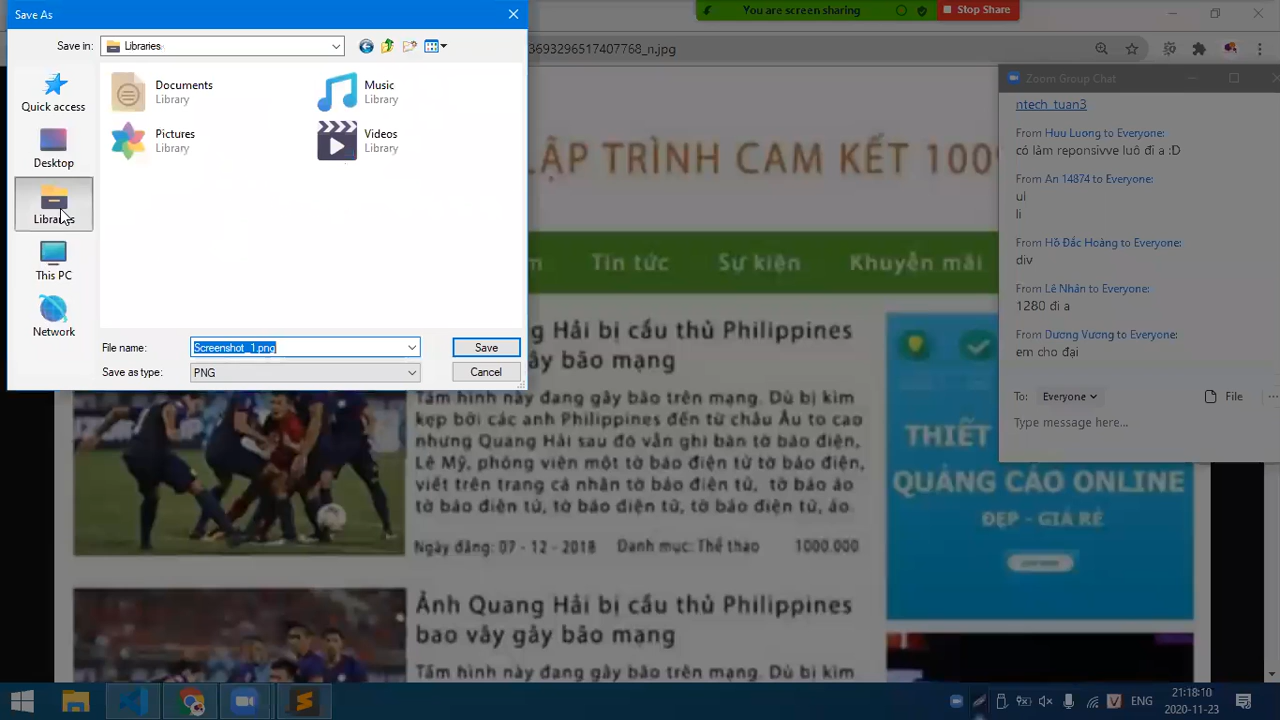 Save As
You are screen sharing
Stop Share
Save in:
Libraries
3693296517407768_n.jpg
Quick access
Desktop
Libraries
This PC
Network
Documents
Library
Music
Library
Pictures
Library
Videos
Library
File name:
Screenshot_1.png
Save
Save as type:
PNG
Cancel
Zoom Group Chat
ntech_tuan3
From Huu Luong to Everyone:
có làm reponsivve luô đi a :D
From An 14874 to Everyone:
ul
li
From Hồ Đắc Hoàng to Everyone:
div
From Lê Nhân to Everyone:
1280 đi a
From Dương Vương to Everyone:
em cho đại
To:
Everyone
File
Type message here...
LẬP TRÌNH CAM KẾT 100
Tin tức
Sự kiện
Khuyễn mãi
g Hải bị cầu thủ Philippines
y gây bão mạng
Tấm hình này đang gây bão trên mạng. Dù bị kìm
kẹp bởi các anh Philippines đến từ châu Âu to cao
nhưng Quang Hải sau đó vẫn ghi bàn tờ báo điện,
Lê Mỹ, phóng viên một tờ báo điện tử tờ báo điện,
viết trên trang cá nhân tờ báo điện tử, tờ báo áo
tờ báo điện tử, tờ báo điện tử, tờ báo điện tử, áo.
Ngày đăng: 07 - 12 - 2018
Danh mục: Thể thao
1000.000
Ảnh Quang Hải bị cầu thủ Philippines
bao vây gây bão mạng
Tấm hình này đang gây bão trên mạng. Dù bị kìm
THIẾT
QUẢNG CÁO ONLINE
ĐẸP - GIÁ RẺ
ENG
21:18:10
2020-11-23